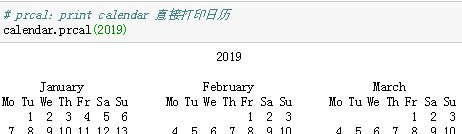 # prcal: print calendar 直接打印日历
calendar.prcal(2019)
2019
January February March
Mo Tu We Th Fr Sa Su Mo Tu We Th Fr Sa Su Mo Tu We Th Fr Sa Su
1 2 3 4 5 6 1 2 3 1 2 3
7 8 9 10 11 12 13 4 5 6 7 8 9 10 4 5 6 7 8 9 10